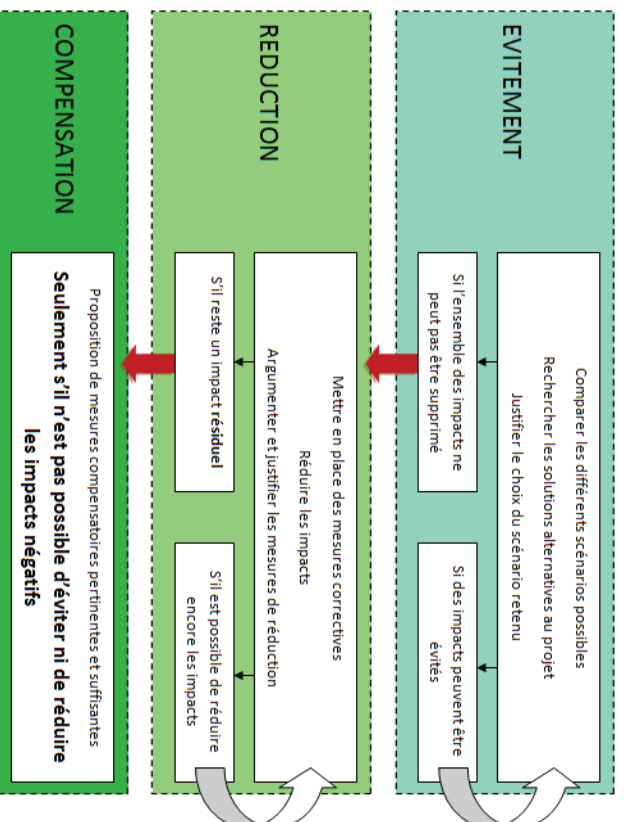 EVITEMENT
Comparer les différents scénarios possibles
Rechercher les solutions alternatives au projet
Justifier le choix du scénario retenu
Si l'ensemble des impacts ne
peut pas être supprimé
Si des impacts peuvent être
évités
REDUCTION
Mettre en place des mesures correctives
Réduire les impacts
Argumenter et justifier les mesures de réduction
S'il reste un impact résiduel
S'il est possible de réduire
encore les impacts
COMPENSATION
Proposition de mesures compensatoires pertinentes et suffisantes
Seulement s'il n'est pas possible d'éviter ni de réduire
les impacts négatifs